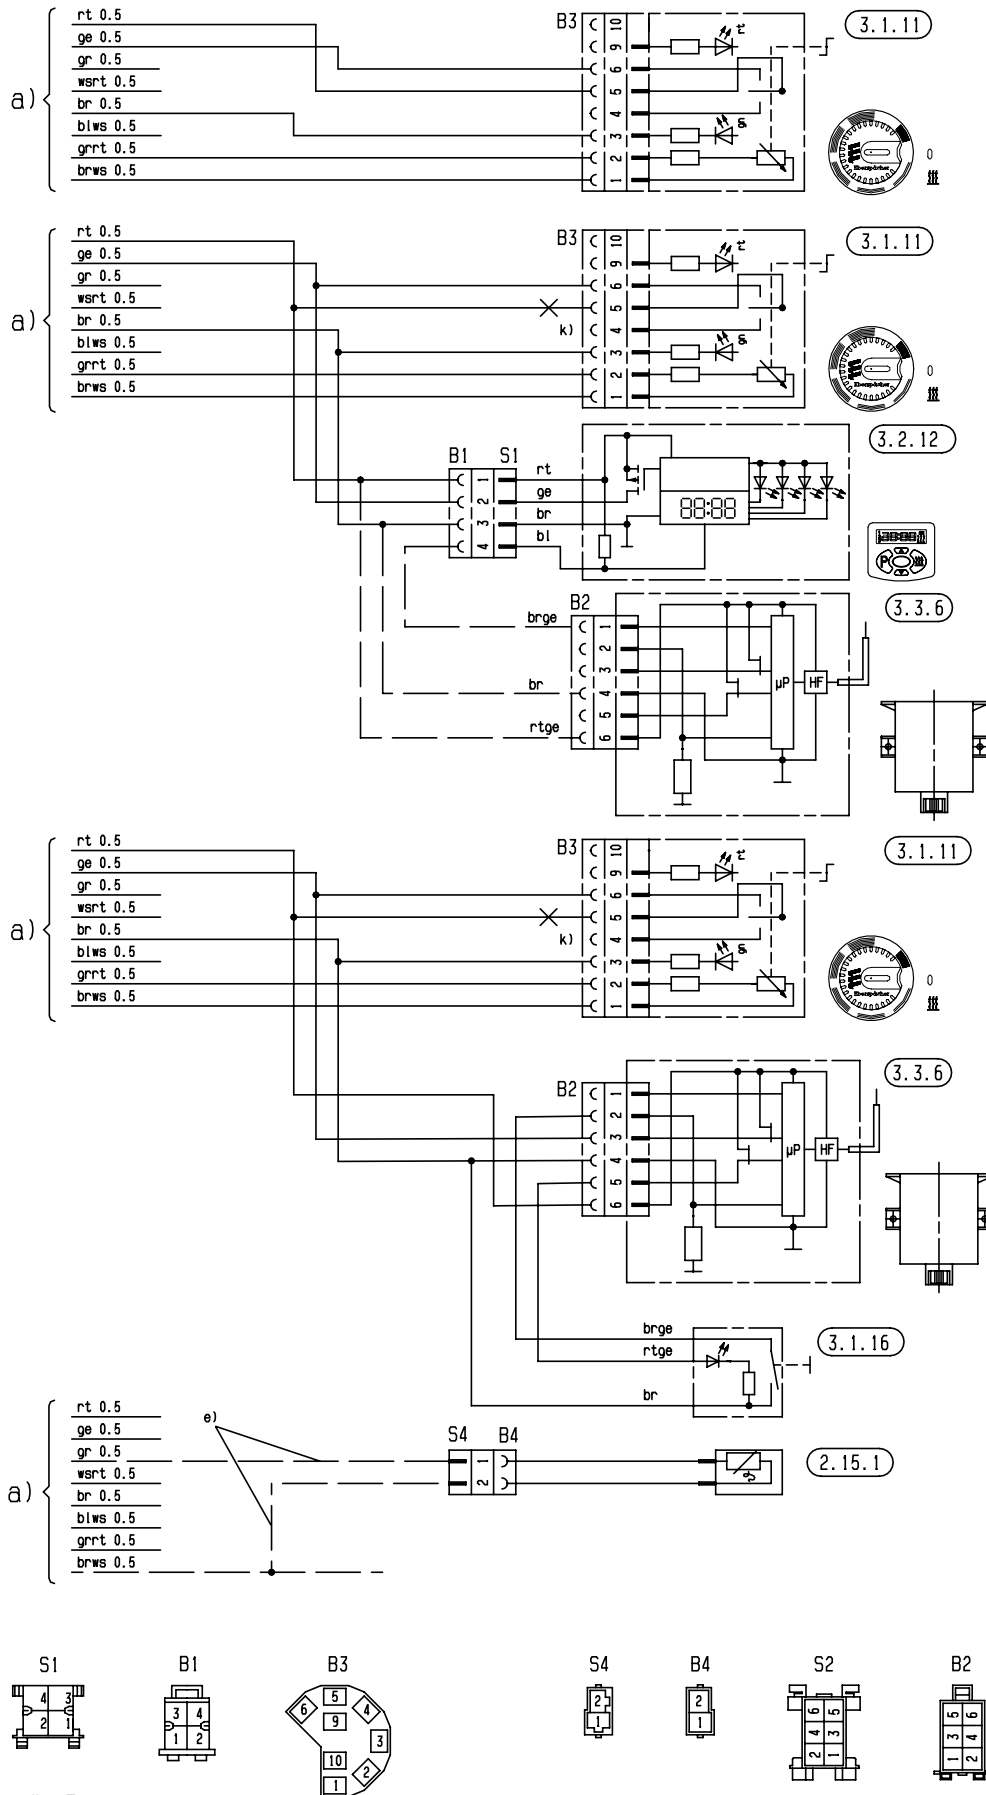 rt 0.5
ge 0.5
gr 0.5
wsrt 0.5
br 0.5
blws 0.5
grrt 0.5
brws 0.5
a)
B3
10
9
6
5
4
3
2
1
rt
gn
3.1.11
Eberspächer
rt 0.5
ge 0.5
gr 0.5
wsrt 0.5
br 0.5
blws 0.5
grrt 0.5
brws 0.5
a)
k)
B3
10
9
6
5
4
3
2
1
rt
gn
3.1.11
Eberspächer
B1 S1
1
2
3
4
rt
ge
br
bl
88:88
3.2.12
P
B2
brge
br
rtge
1
2
3
4
5
6
µP
HF
3.3.6
rt 0.5
ge 0.5
gr 0.5
wsrt 0.5
br 0.5
blws 0.5
grrt 0.5
brws 0.5
a)
k)
B3
10
9
6
5
4
3
2
1
rt
gn
3.1.11
Eberspächer
B2
1
2
3
4
5
6
µP
HF
3.3.6
brge
rtge
br
3.1.16
rt 0.5
ge 0.5
gr 0.5
wsrt 0.5
br 0.5
blws 0.5
grrt 0.5
brws 0.5
a)
e)
S4 B4
1
2
ϑ
2.15.1
S1 B1 B3 S4 B4 S2 B2
4 3
2 1
3 4
1 2
5
6 4
9
3
10
2
1
2
1
2
1
6 5
4 3
2 1
5 6
3 4
1 2